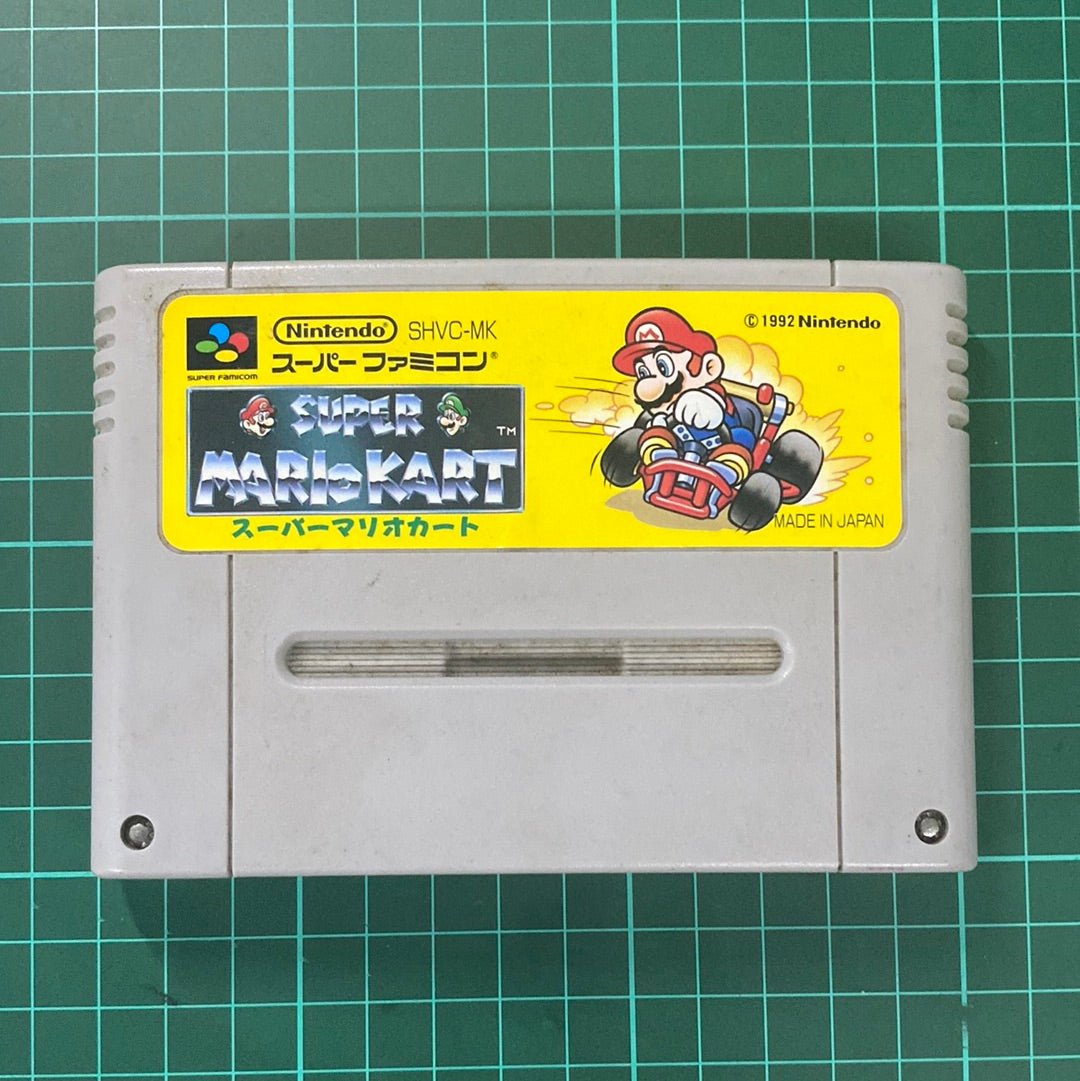 Nintendo® SHVC-MK
スーパーファミコン®
SUPER FAMICOM
SUPER
MARIO KART
TM
スーパーマリオカート
M
© 1992 Nintendo
MADE IN JAPAN